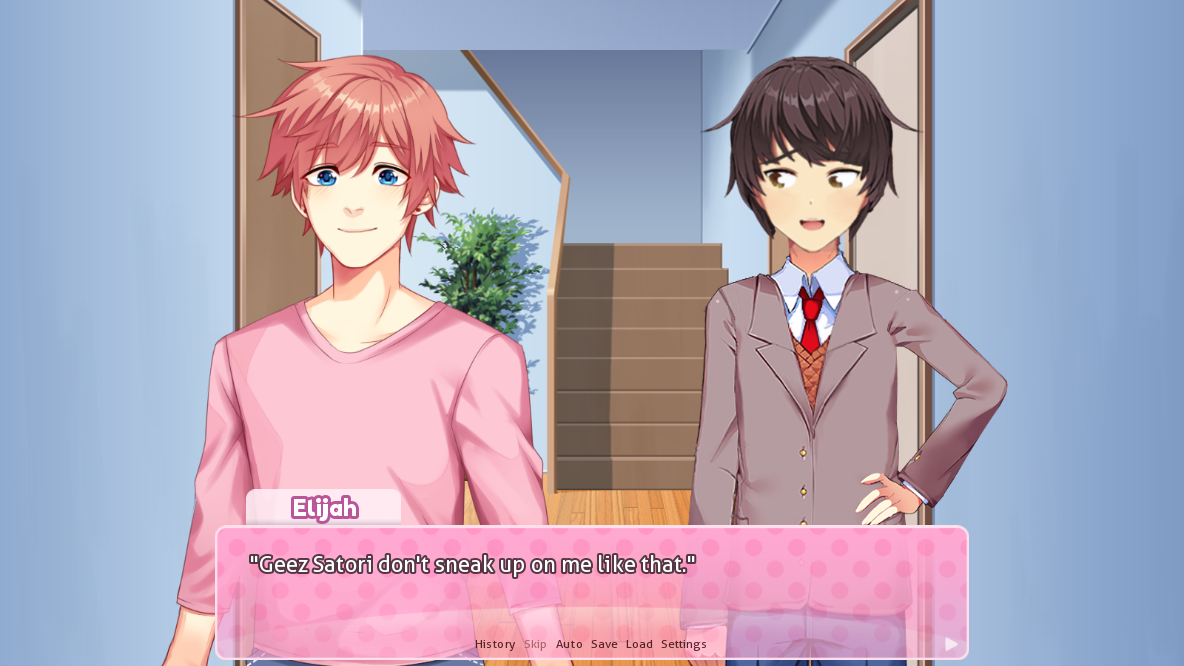 Elijah
"Geez Satori don't sneak up on me like that."
History Skip Auto Save Load Settings